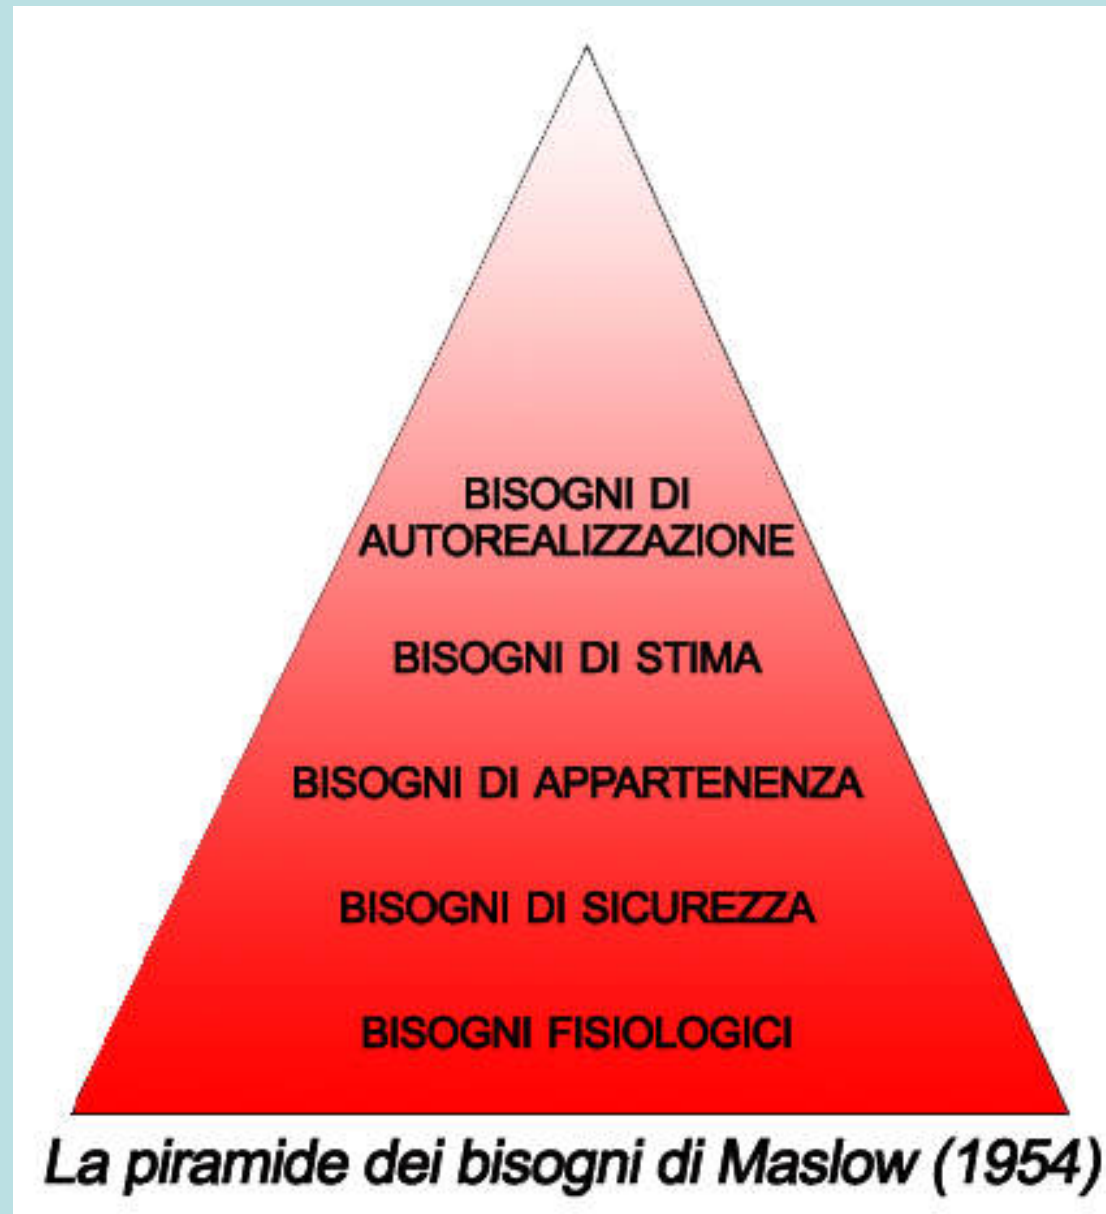 BISOGNI DI
AUTOREALIZZAZIONE
BISOGNI DI STIMA
BISOGNI DI APPARTENENZA
BISOGNI DI SICUREZZA
BISOGNI FISIOLOGICI
La piramide dei bisogni di Maslow (1954)